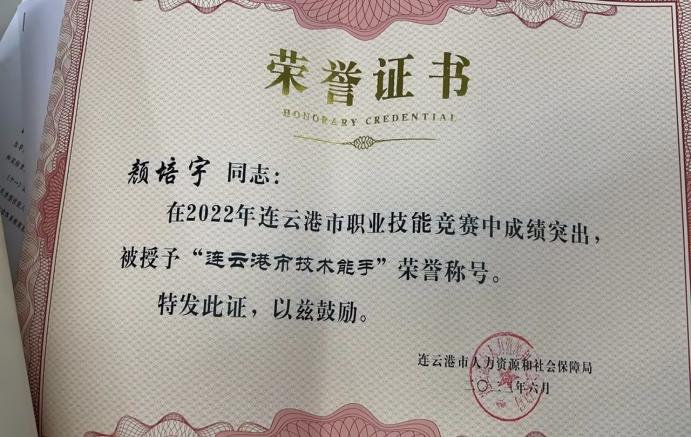 荣誉证书
HONORARY CREDENTIAL
颜培宇 同志：
在2022年连云港市职业技能竞赛中成绩突出，
被授予“连云港市技术能手”荣誉称号。
特发此证，以兹鼓励。
连云港市人力资源和社会保障局